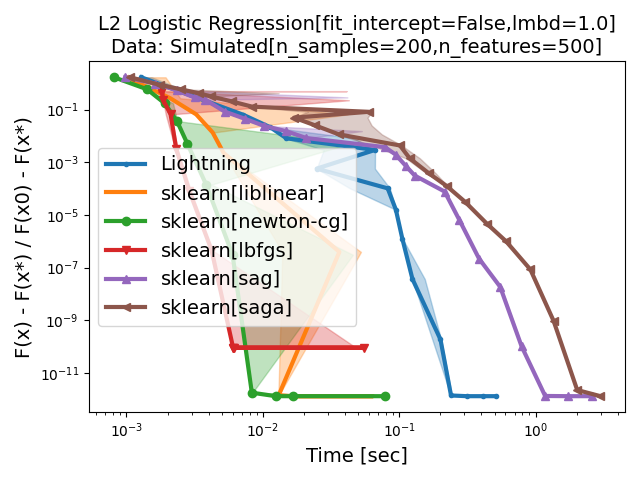 L2 Logistic Regression[fit_intercept=False,lmbd=1.0]
Data: Simulated[n_samples=200,n_features=500]
F(x) - F(x*) / F(x0) - F(x*)
10⁻¹
10⁻³
10⁻⁵
10⁻⁷
10⁻⁹
10⁻¹¹
Lightning
sklearn[liblinear]
sklearn[newton-cg]
sklearn[lbfgs]
sklearn[sag]
sklearn[saga]
10⁻³ 10⁻² 10⁻¹ 10⁰
Time [sec]